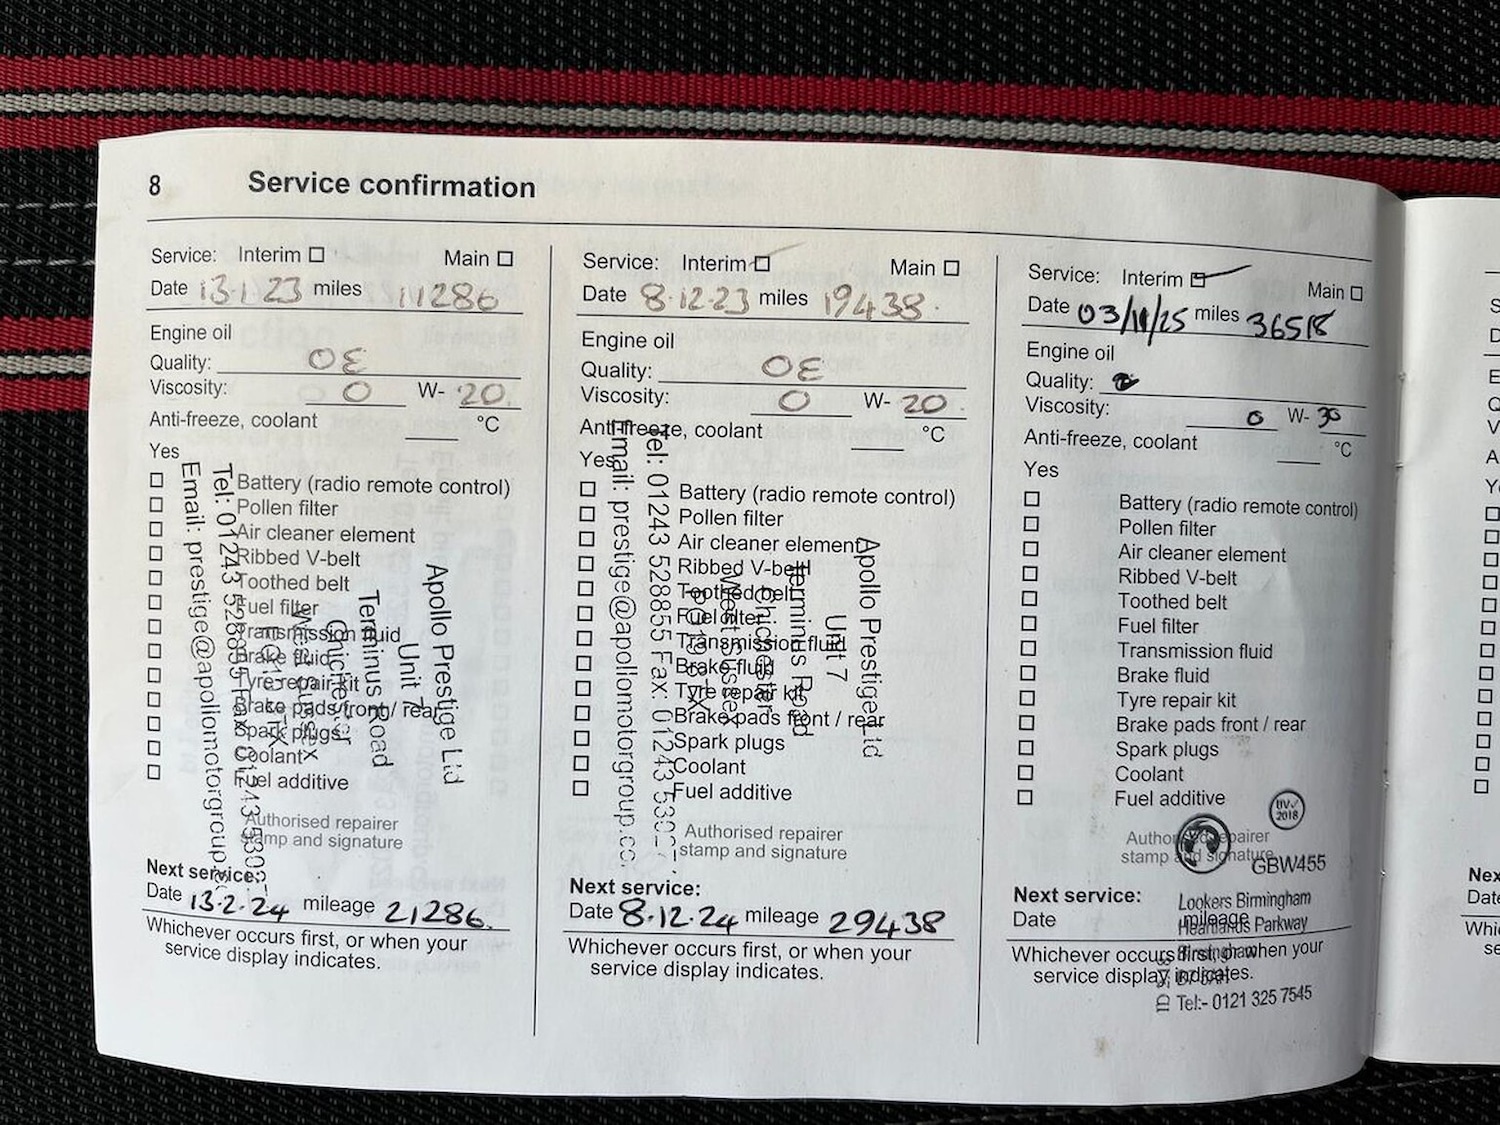 8 Service confirmation
Service: Interim Main
Date 13·1·23 miles 11286
Engine oil
Quality: OE
Viscosity: 0 W- 20
Anti-freeze, coolant °C
Yes
Battery (radio remote control)
Pollen filter
Air cleaner element
Ribbed V-belt
Toothed belt
Fuel filter
Transmission fluid
Brake fluid
Tyre repair kit
Brake pads front / rear
Spark plugs
Coolant
Fuel additive
Authorised repairer
stamp and signature
Apollo Prestige Ltd
Unit 7
Terminus Road
Chichester
West Sussex
Tel: 01243 528855 Fax: 01243
Email: prestige@apollomotorgroup.
Next service:
Date 13·2·24 mileage 21286
Whichever occurs first, or when your
service display indicates.
Service: Interim Main
Date 8·12·23 miles 19438·
Engine oil
Quality: OE
Viscosity: 0 W- 20
Anti-freeze, coolant °C
Yes
Battery (radio remote control)
Pollen filter
Air cleaner element
Ribbed V-belt
Toothed belt
Fuel filter
Transmission fluid
Brake fluid
Tyre repair kit
Brake pads front / rear
Spark plugs
Coolant
Fuel additive
Authorised repairer
stamp and signature
Apollo Prestige Ltd
Unit 7
Terminus Road
Chichester
West Sussex
Tel: 01243 528855 Fax: 01243
Email: prestige@apollomotorgroup.co.
Next service:
Date 8·12·24 mileage 29438
Whichever occurs first, or when your
service display indicates.
Service: Interim Main
Date 03/11/25 miles 36518
Engine oil
Quality:
Viscosity: 0 W- 30
Anti-freeze, coolant °C
Yes
Battery (radio remote control)
Pollen filter
Air cleaner element
Ribbed V-belt
Toothed belt
Fuel filter
Transmission fluid
Brake fluid
Tyre repair kit
Brake pads front / rear
Spark plugs
Coolant
Fuel additive
2018
Authorised repairer
stamp and signature
GBW455
Next service:
Date mileage
Lookers Birmingham
Heartlands Parkway
Birmingham
Tel:- 0121 325 7545
Whichever occurs first, or when your
service display indicates.